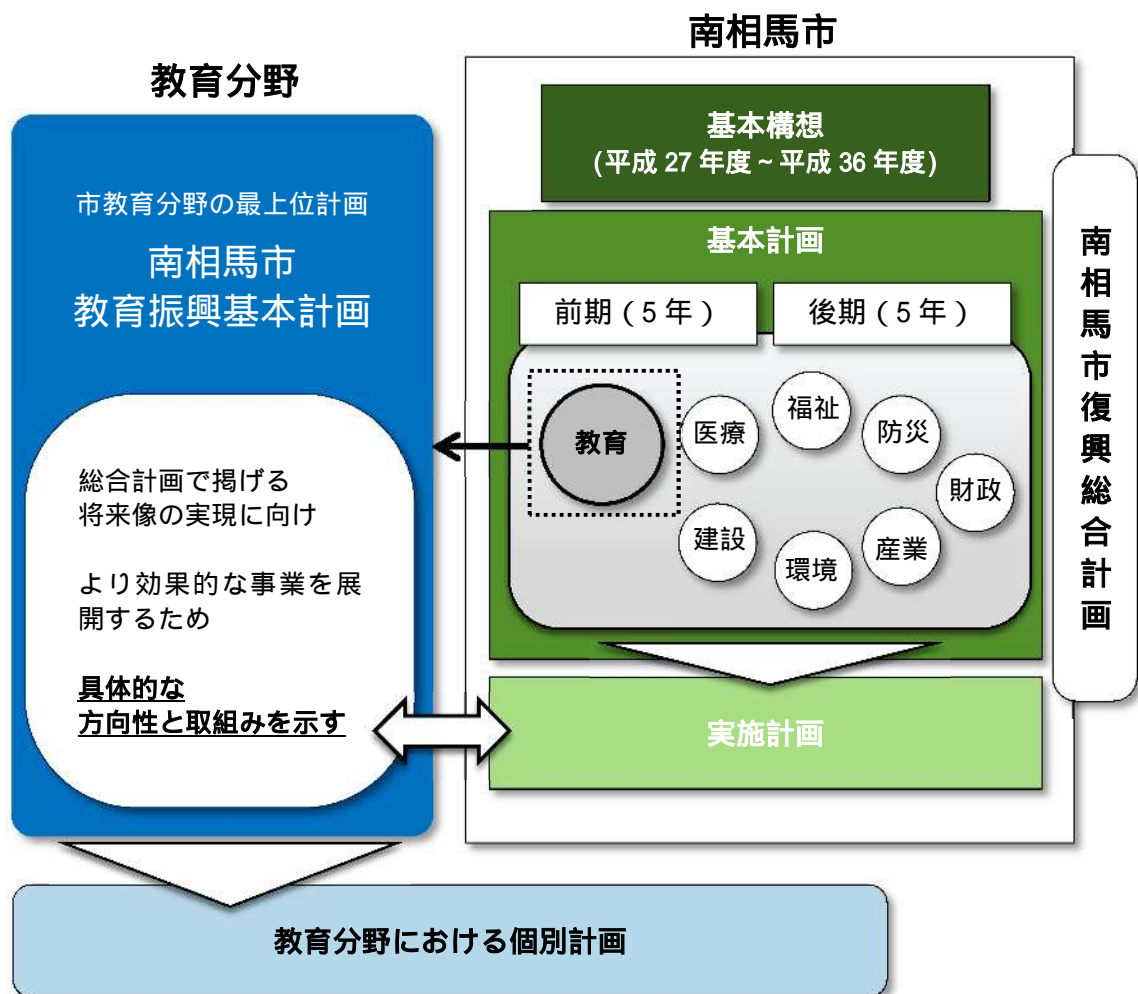 教育分野
市教育分野の最上位計画
南相馬市
教育振興基本計画
総合計画で掲げる
将来像の実現に向け
より効果的な事業を展
開するため
具体的な
方向性と取組みを示す
南相馬市
基本構想
(平成 27 年度 ~ 平成 36 年度)
基本計画
前期(5 年)
後期(5 年)
教育
医療
福祉
防災
財政
産業
環境
建設
実施計画
南相馬市復興総合計画
教育分野における個別計画